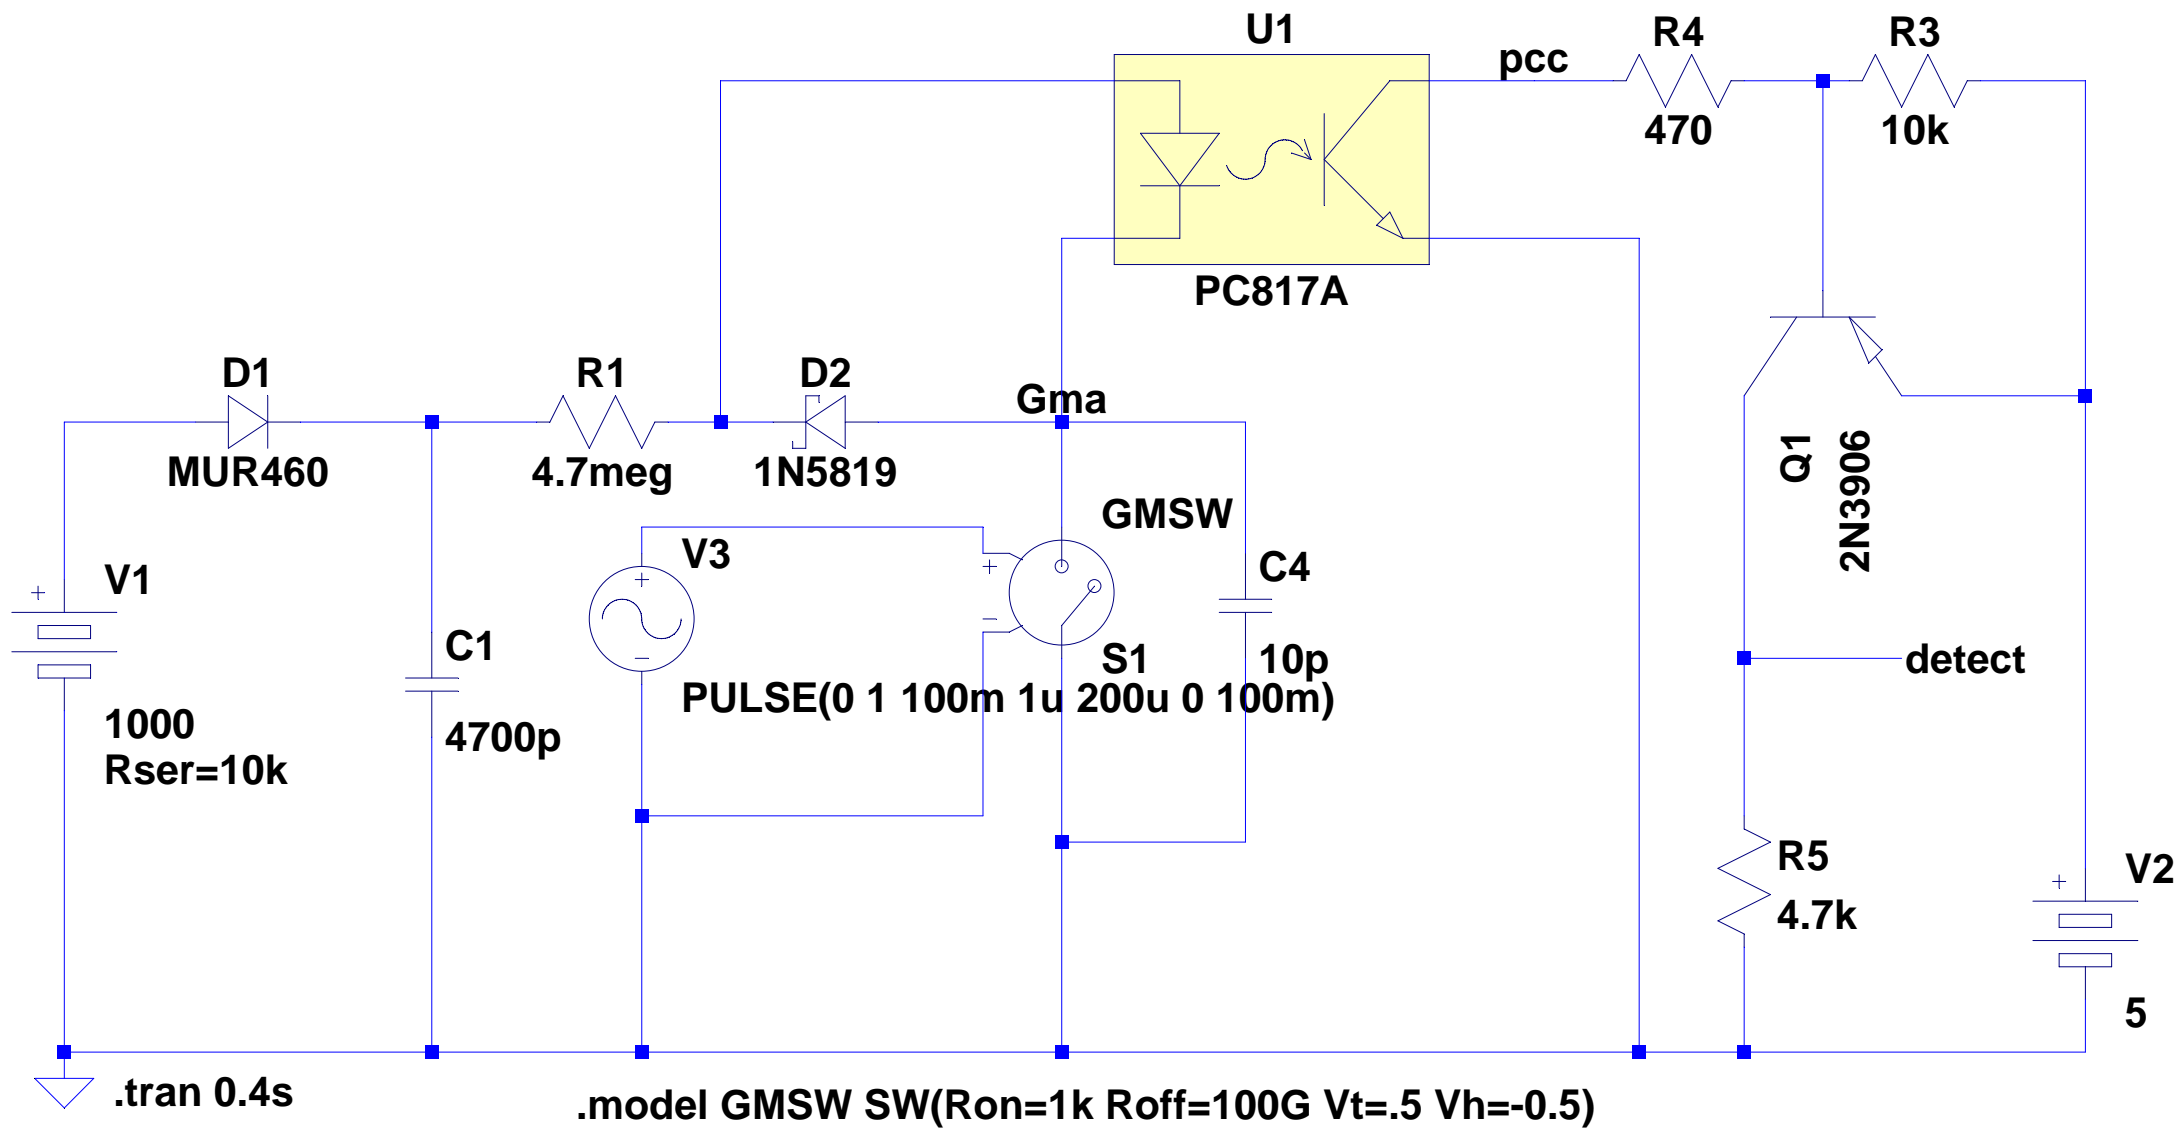 U1
pcc
R4
R3
470
10k
PC817A
D1
R1
D2
Gma
MUR460
4.7meg
1N5819
Q1
2N3906
GMSW
V3
C4
V1
+
+
+
−
−
C1
S1
10p
detect
PULSE(0 1 100m 1u 200u 0 100m)
1000
4700p
Rser=10k
R5
V2
+
4.7k
5
.tran 0.4s
.model GMSW SW(Ron=1k Roff=100G Vt=.5 Vh=-0.5)